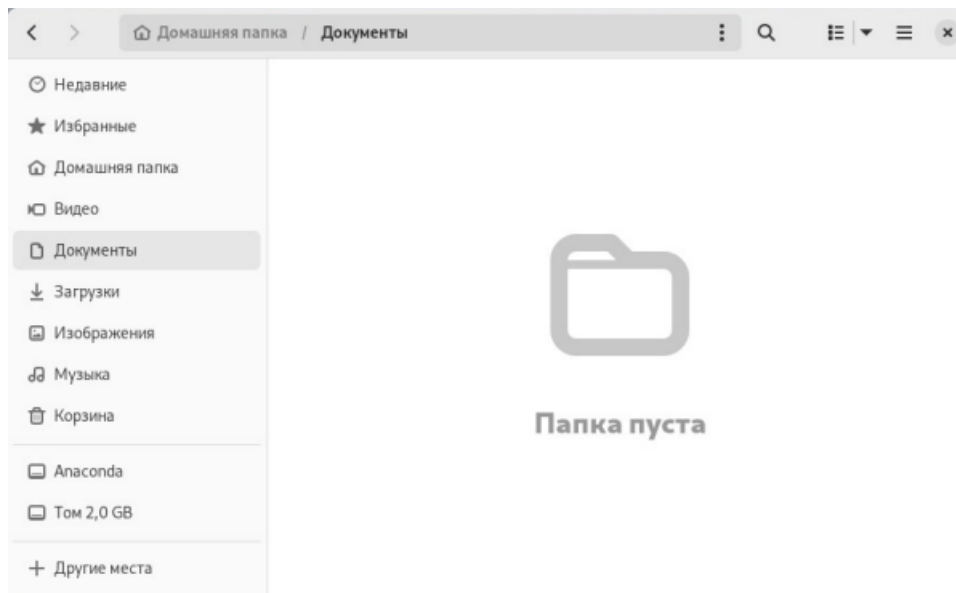 Домашняя папка / Документы
Недавние
Избранные
Домашняя папка
Видео
Документы
Загрузки
Изображения
Музыка
Корзина
Anaconda
Том 2,0 GB
Другие места
Папка пуста